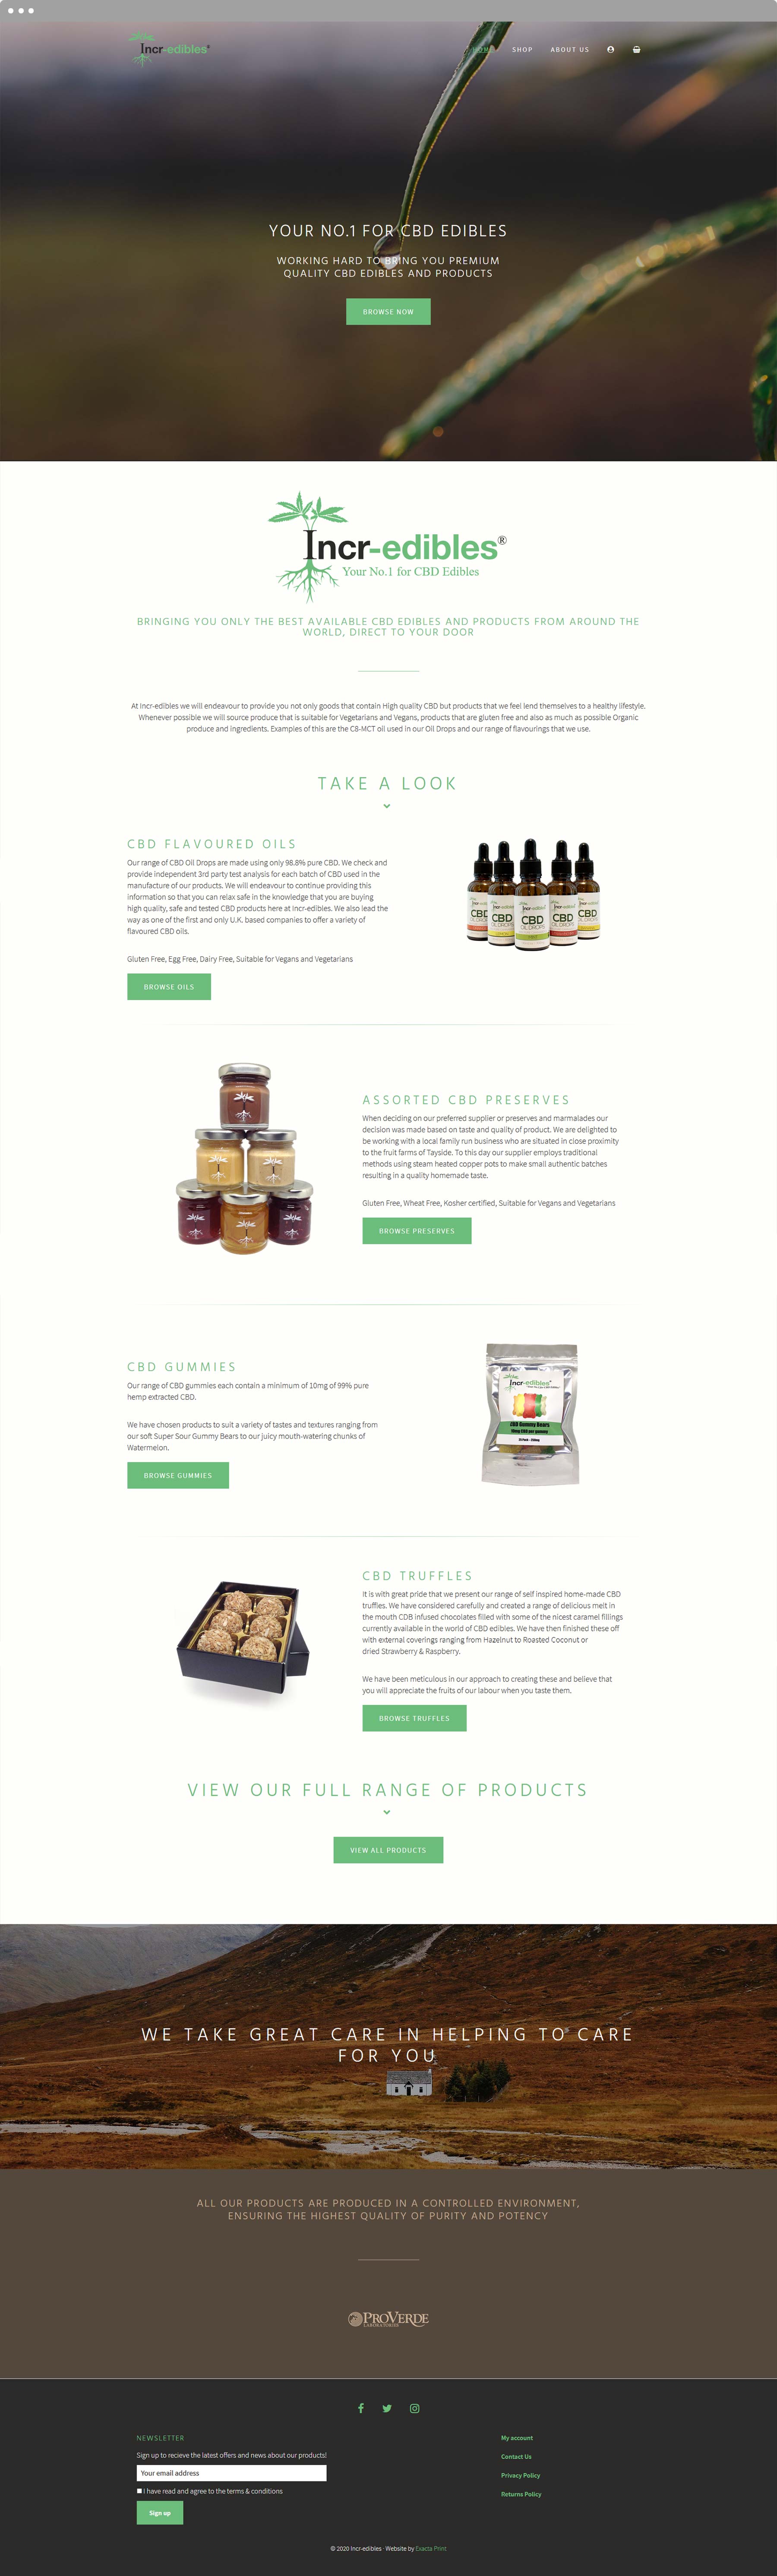 Incr-edibles®
SHOP
ABOUT US
YOUR NO.1 FOR CBD EDIBLES
WORKING HARD TO BRING YOU PREMIUM
QUALITY CBD EDIBLES AND PRODUCTS
BROWSE NOW
Incr-edibles®
Your No.1 for CBD Edibles
BRINGING YOU ONLY THE BEST AVAILABLE CBD EDIBLES AND PRODUCTS FROM AROUND THE
WORLD, DIRECT TO YOUR DOOR
At Incr-edibles we will endeavour to provide you not only goods that contain High quality CBD but products that we feel lend themselves to a healthy lifestyle.
Whenever possible we will source produce that is suitable for Vegetarians and Vegans, products that are gluten free and also as much as possible Organic
produce and ingredients. Examples of this are the C8-MCT oil used in our Oil Drops and our range of flavourings that we use.
TAKE A LOOK
CBD FLAVOURED OILS
Our range of CBD Oil Drops are made using only 98.8% pure CBD. We check and
provide independent 3rd party test analysis for each batch of CBD used in the
manufacture of our products. We will endeavour to continue providing this
information so that you can relax safe in the knowledge that you are buying
high quality, safe and tested CBD products here at Incr-edibles. We also lead the
way as one of the first and only U.K. based companies to offer a variety of
flavoured CBD oils.
Gluten Free, Egg Free, Dairy Free, Suitable for Vegans and Vegetarians
BROWSE OILS
CBD
OIL DROPS
ASSORTED CBD PRESERVES
When deciding on our preferred supplier or preserves and marmalades our
decision was made based on taste and quality of product. We are delighted to
be working with a local family run business who are situated in close proximity
to the fruit farms of Tayside. To this day our supplier employs traditional
methods using steam heated copper pots to make small authentic batches
resulting in a quality homemade taste.
Gluten Free, Wheat Free, Kosher certified, Suitable for Vegans and Vegetarians
BROWSE PRESERVES
CBD GUMMIES
Our range of CBD gummies each contain a minimum of 10mg of 99% pure
hemp extracted CBD.
We have chosen products to suit a variety of tastes and textures ranging from
our soft Super Sour Gummy Bears to our juicy mouth-watering chunks of
Watermelon.
BROWSE GUMMIES
Incr-edibles®
CBD Gummy Bears
10mg CBD per gummy
CBD TRUFFLES
It is with great pride that we present our range of self inspired home-made CBD
truffles. We have considered carefully and created a range of delicious melt in
the mouth CDB infused chocolates filled with some of the nicest caramel fillings
currently available in the world of CBD edibles. We have then finished these off
with external coverings ranging from Hazelnut to Roasted Coconut or
dried Strawberry & Raspberry.
We have been meticulous in our approach to creating these and believe that
you will appreciate the fruits of our labour when you taste them.
BROWSE TRUFFLES
VIEW OUR FULL RANGE OF PRODUCTS
VIEW ALL PRODUCTS
WE TAKE GREAT CARE IN HELPING TO CARE
FOR YOU
ALL OUR PRODUCTS ARE PRODUCED IN A CONTROLLED ENVIRONMENT,
ENSURING THE HIGHEST QUALITY OF PURITY AND POTENCY
PROVERDE
LABORATORIES
NEWSLETTER
Sign up to recieve the latest offers and news about our products!
Your email address
I have read and agree to the terms & conditions
Sign up
My account
Contact Us
Privacy Policy
Returns Policy
© 2020 Incr-edibles · Website by Exacta Print